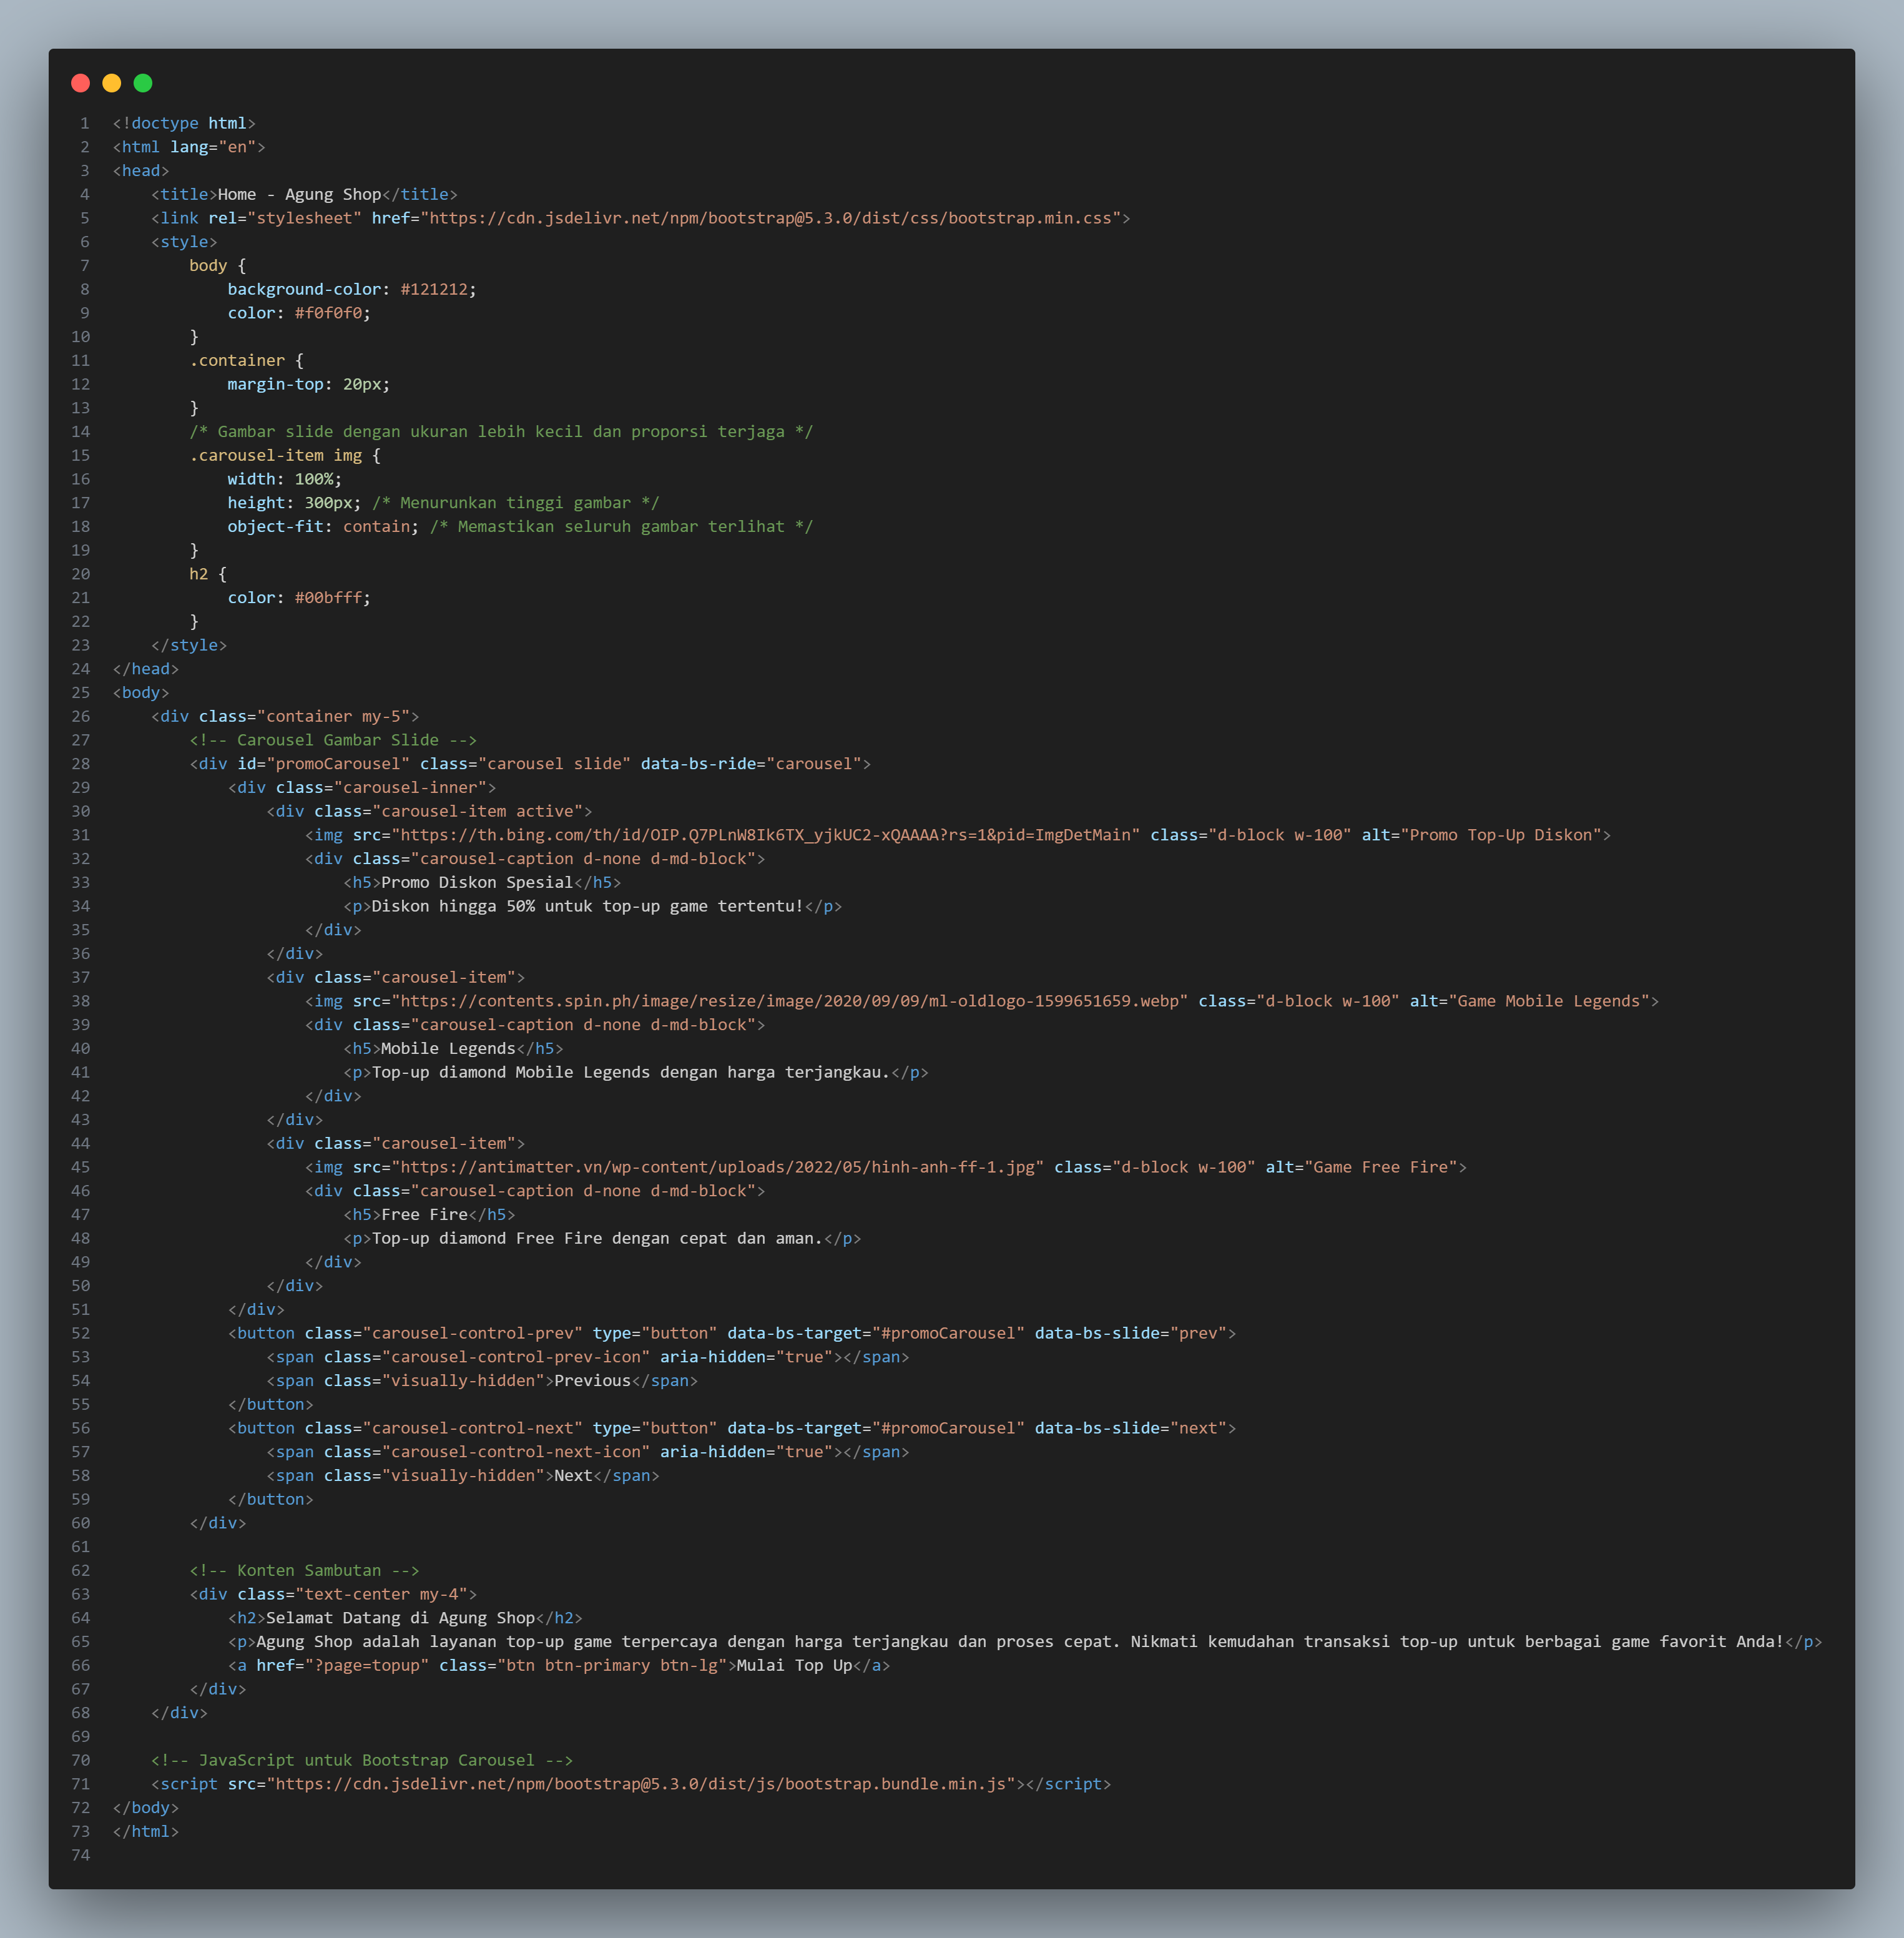 1 <!doctype html>
2 <html lang="en">
3 <head>
4     <title>Home - Agung Shop</title>
5     <link rel="stylesheet" href="https://cdn.jsdelivr.net/npm/bootstrap@5.3.0/dist/css/bootstrap.min.css">
6     <style>
7         body {
8             background-color: #121212;
9             color: #f0f0f0;
10         }
11         .container {
12             margin-top: 20px;
13         }
14         /* Gambar slide dengan ukuran lebih kecil dan proporsi terjaga */
15         .carousel-item img {
16             width: 100%;
17             height: 300px; /* Menurunkan tinggi gambar */
18             object-fit: contain; /* Memastikan seluruh gambar terlihat */
19         }
20         h2 {
21             color: #00bfff;
22         }
23     </style>
24 </head>
25 <body>
26     <div class="container my-5">
27         <!-- Carousel Gambar Slide -->
28         <div id="promoCarousel" class="carousel slide" data-bs-ride="carousel">
29             <div class="carousel-inner">
30                 <div class="carousel-item active">
31                     <img src="https://th.bing.com/th/id/OIP.Q7PLnW8Ik6TX_yjkUC2-xQAAAA?rs=1&pid=ImgDetMain" class="d-block w-100" alt="Promo Top-Up Diskon">
32                     <div class="carousel-caption d-none d-md-block">
33                         <h5>Promo Diskon Spesial</h5>
34                         <p>Diskon hingga 50% untuk top-up game tertentu!</p>
35                     </div>
36                 </div>
37                 <div class="carousel-item">
38                     <img src="https://contents.spin.ph/image/resize/image/2020/09/09/ml-oldlogo-1599651659.webp" class="d-block w-100" alt="Game Mobile Legends">
39                     <div class="carousel-caption d-none d-md-block">
40                         <h5>Mobile Legends</h5>
41                         <p>Top-up diamond Mobile Legends dengan harga terjangkau.</p>
42                     </div>
43                 </div>
44                 <div class="carousel-item">
45                     <img src="https://antimatter.vn/wp-content/uploads/2022/05/hinh-anh-ff-1.jpg" class="d-block w-100" alt="Game Free Fire">
46                     <div class="carousel-caption d-none d-md-block">
47                         <h5>Free Fire</h5>
48                         <p>Top-up diamond Free Fire dengan cepat dan aman.</p>
49                     </div>
50                 </div>
51             </div>
52             <button class="carousel-control-prev" type="button" data-bs-target="#promoCarousel" data-bs-slide="prev">
53                 <span class="carousel-control-prev-icon" aria-hidden="true"></span>
54                 <span class="visually-hidden">Previous</span>
55             </button>
56             <button class="carousel-control-next" type="button" data-bs-target="#promoCarousel" data-bs-slide="next">
57                 <span class="carousel-control-next-icon" aria-hidden="true"></span>
58                 <span class="visually-hidden">Next</span>
59             </button>
60         </div>
61
62         <!-- Konten Sambutan -->
63         <div class="text-center my-4">
64             <h2>Selamat Datang di Agung Shop</h2>
65             <p>Agung Shop adalah layanan top-up game terpercaya dengan harga terjangkau dan proses cepat. Nikmati kemudahan transaksi top-up untuk berbagai game favorit Anda!</p>
66             <a href="?page=topup" class="btn btn-primary btn-lg">Mulai Top Up</a>
67         </div>
68     </div>
69
70     <!-- JavaScript untuk Bootstrap Carousel -->
71     <script src="https://cdn.jsdelivr.net/npm/bootstrap@5.3.0/dist/js/bootstrap.bundle.min.js"></script>
72 </body>
73 </html>
74